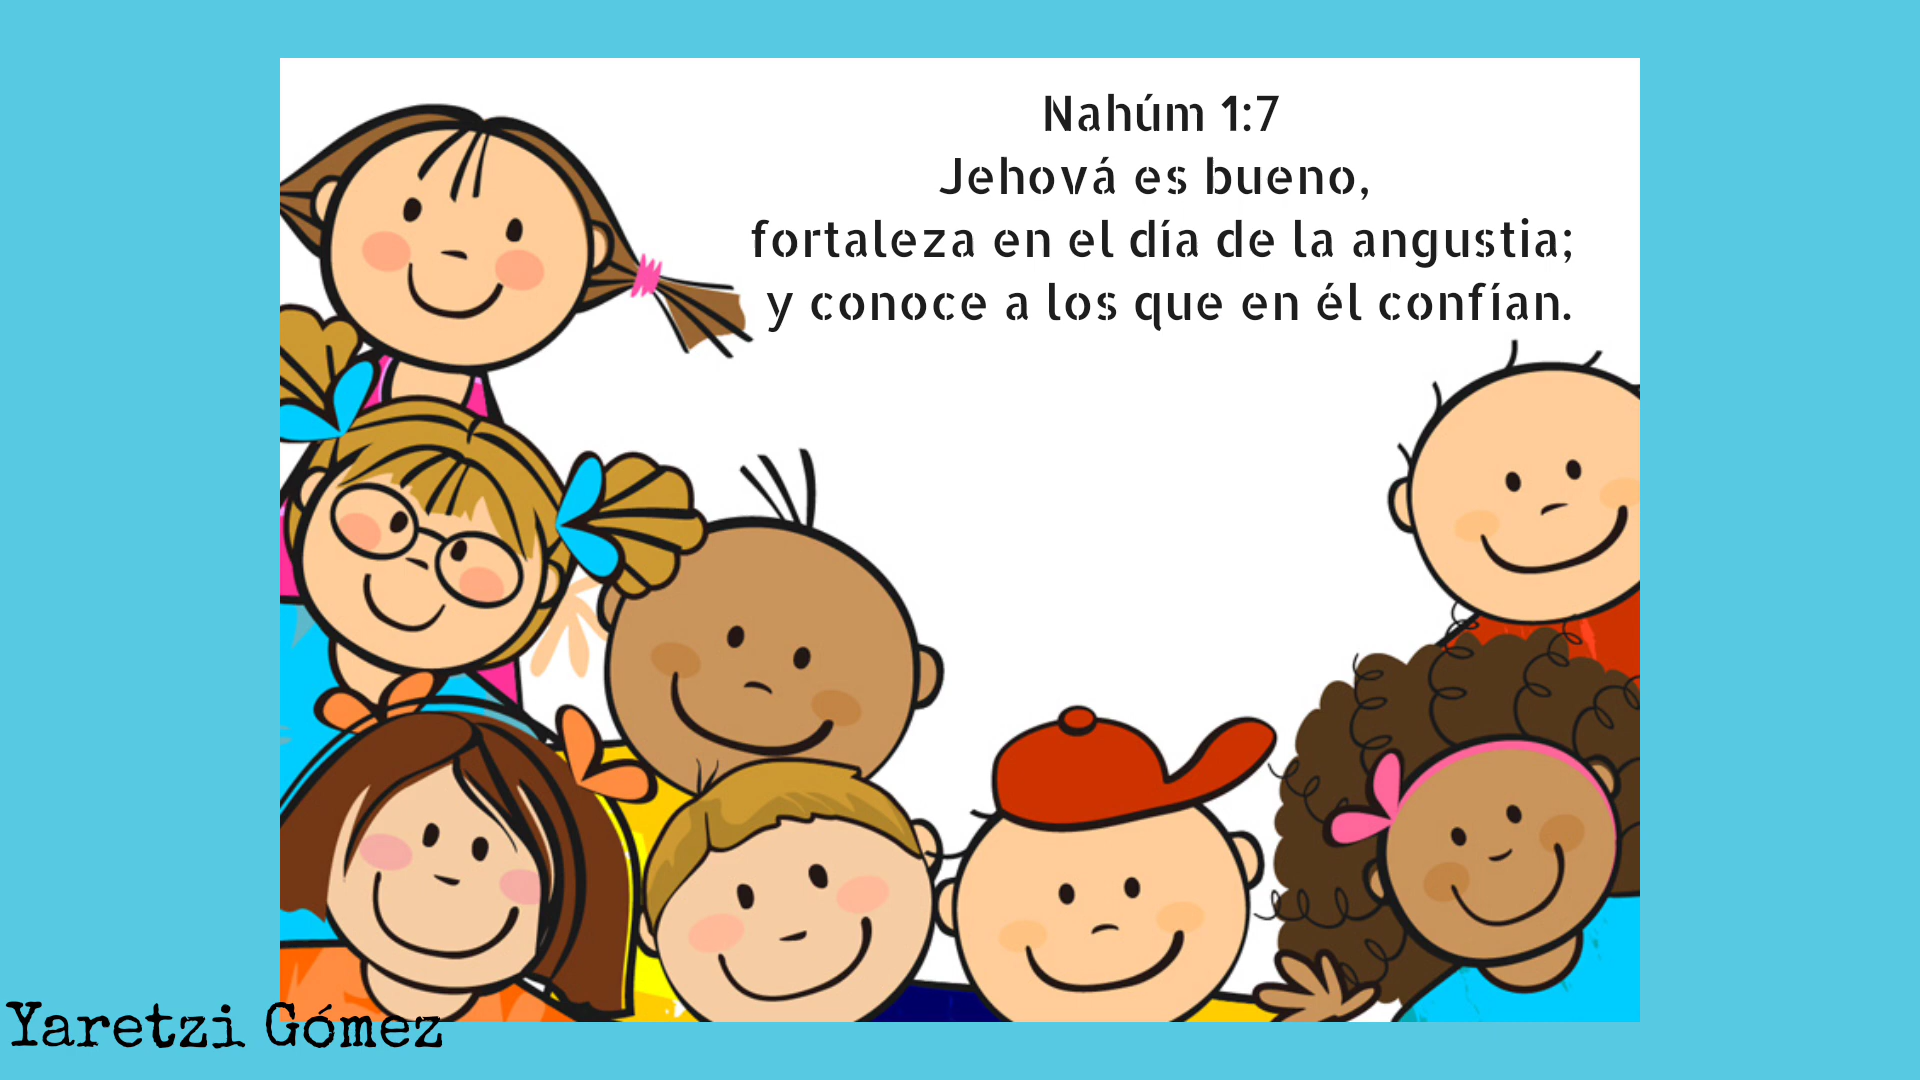 Nahúm 1:7
Jehová es bueno,
fortaleza en el día de la angustia;
y conoce a los que en él confían.
Yaretzi Gómez